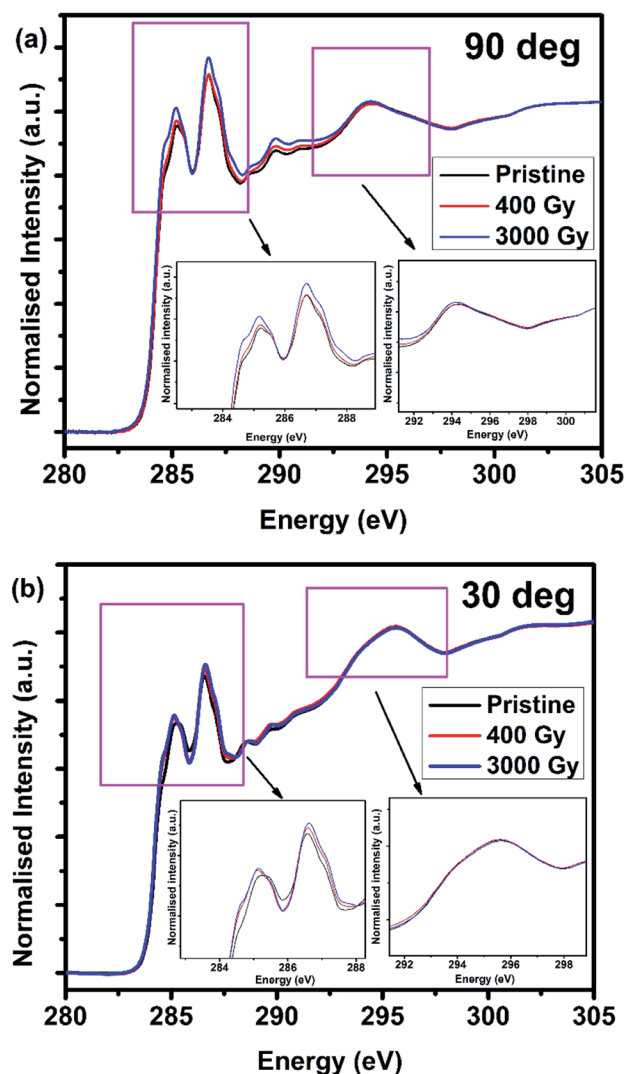 (a)
90 deg
Normalised Intensity (a.u.)
Pristine
400 Gy
3000 Gy
Normalised intensity (a.u.)
284 286 288
Energy (eV)
Normalised intensity (a.u.)
292 294 296 298 300
Energy (eV)
280 285 290 295 300 305
Energy (eV)
(b)
30 deg
Normalised Intensity (a.u.)
Pristine
400 Gy
3000 Gy
Normalised intensity (a.u.)
284 286 288
Energy (eV)
Normalised intensity (a.u.)
292 294 296 298
Energy (eV)
280 285 290 295 300 305
Energy (eV)